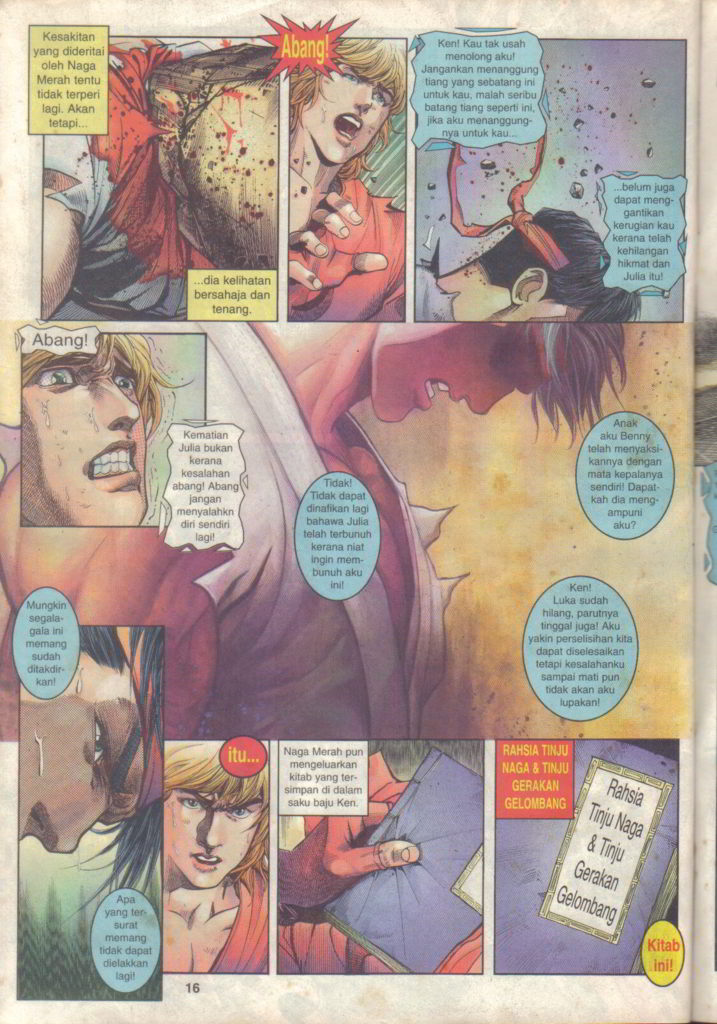 Kesakitan
yang dideritai
oleh Naga
Merah tentu
tidak terperi
lagi. Akan
tetapi...
Abang!
...dia kelihatan
bersahaja dan
tenang.
Ken! Kau tak usah
menolong aku!
Jangankan menanggung
tiang yang sebatang ini
untuk kau, malah seribu
batang tiang seperti ini,
jika aku menanggung-
nya untuk kau...
...belum juga
dapat meng-
gantikan
kerugian kau
kerana telah
kehilangan
hikmat dan
Julia itu!
Abang!
Kematian
Julia bukan
kerana
kesalahan
abang! Abang
jangan
menyalahkn
diri sendiri
lagi!
Tidak!
Tidak dapat
dinafikan lagi
bahawa Julia
telah terbunuh
kerana niat
ingin mem-
bunuh aku
ini!
Anak
aku Benny
telah menyaksi-
kannya dengan
mata kepalanya
sendiri! Dapat-
kah dia meng-
ampuni
aku?
Ken!
Luka sudah
hilang, parutnya
tinggal juga! Aku
yakin perselisihan kita
dapat diselesaikan
tetapi kesalahanku
sampai mati pun
tidak akan aku
lupakan!
Mungkin
segala-
gala ini
memang
sudah
ditakdir-
kan!
Apa
yang ter-
surat
memang
tidak dapat
dielakkan
lagi!
itu...
Naga Merah pun
mengeluarkan
kitab yang ter-
simpan di dalam
saku baju Ken.
RAHSIA TINJU
NAGA & TINJU
GERAKAN
GELOMBANG
Rahsia
Tinju Naga
& Tinju
Gerakan
Gelombang
Kitab
ini!
16